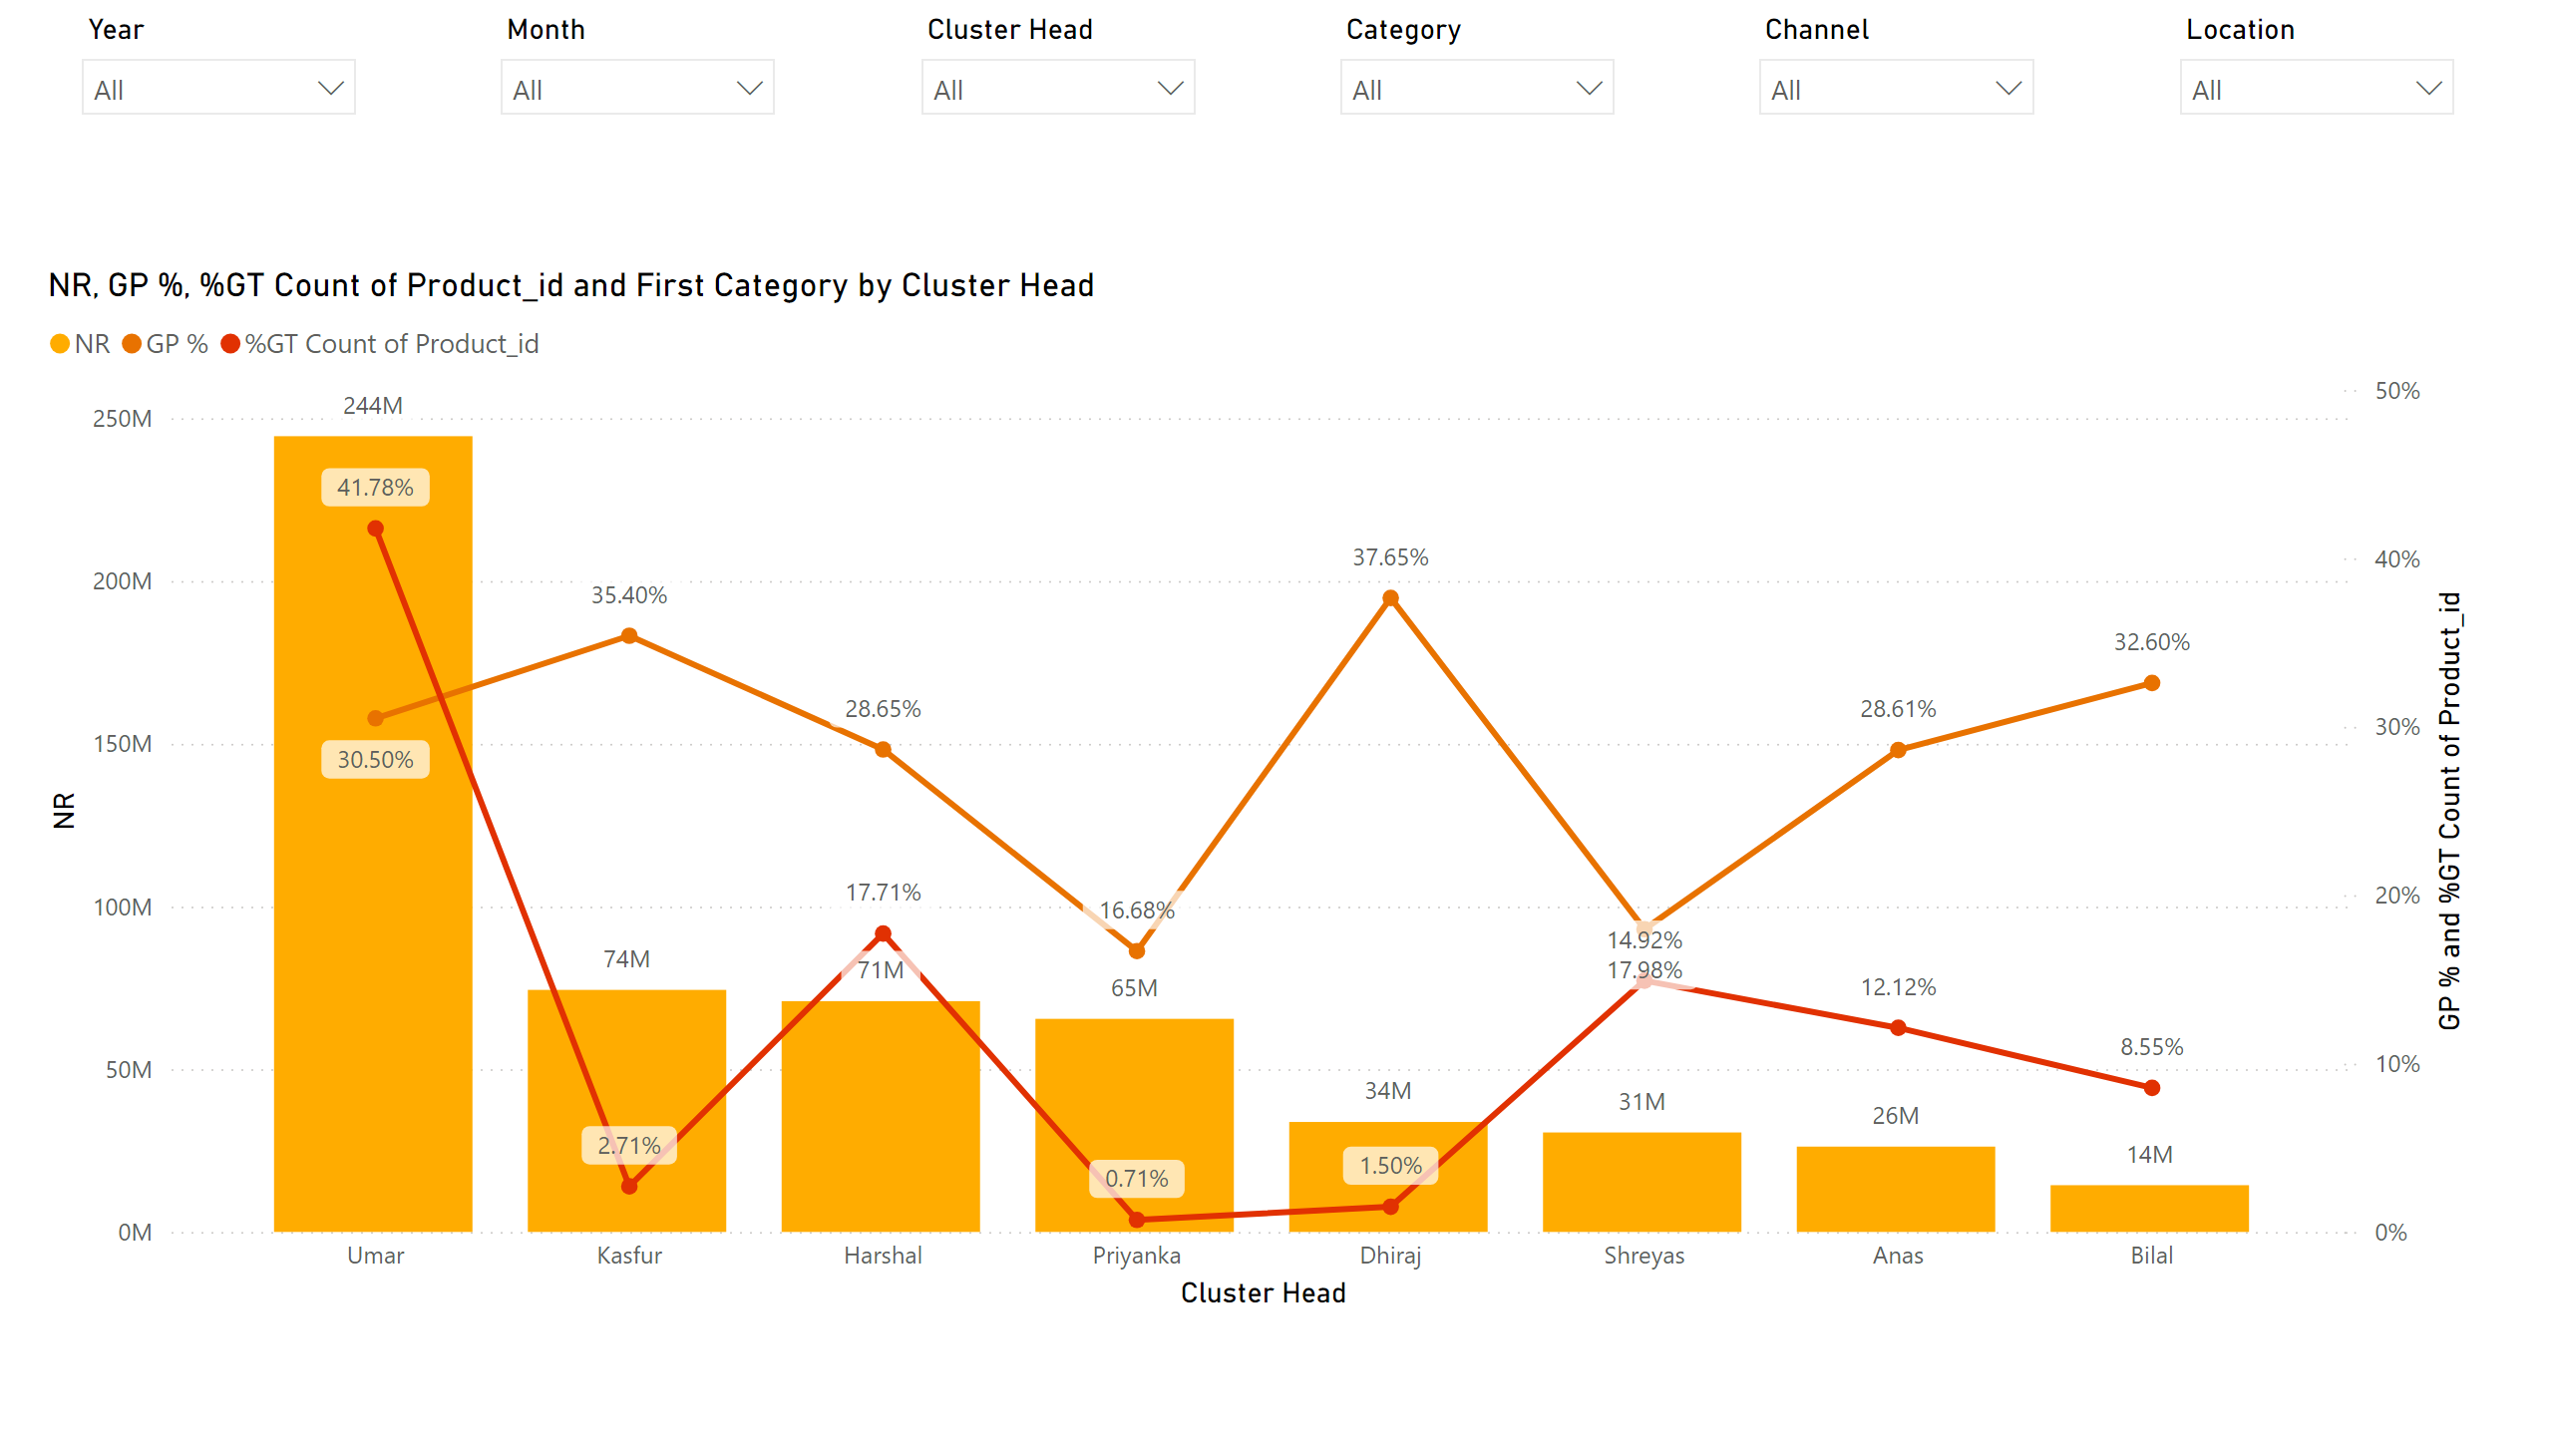 Year Month Cluster Head Category Channel Location
All All All All All All
NR, GP %, %GT Count of Product_id and First Category by Cluster Head
NR GP % %GT Count of Product_id
250M
200M
150M
100M
50M
0M
NR
244M
41.78%
30.50%
35.40%
74M
2.71%
28.65%
17.71%
71M
16.68%
65M
0.71%
37.65%
34M
1.50%
14.92%
17.98%
31M
28.61%
12.12%
26M
32.60%
8.55%
14M
50%
40%
30%
20%
10%
0%
GP % and %GT Count of Product_id
Umar Kasfur Harshal Priyanka Dhiraj Shreyas Anas Bilal
Cluster Head